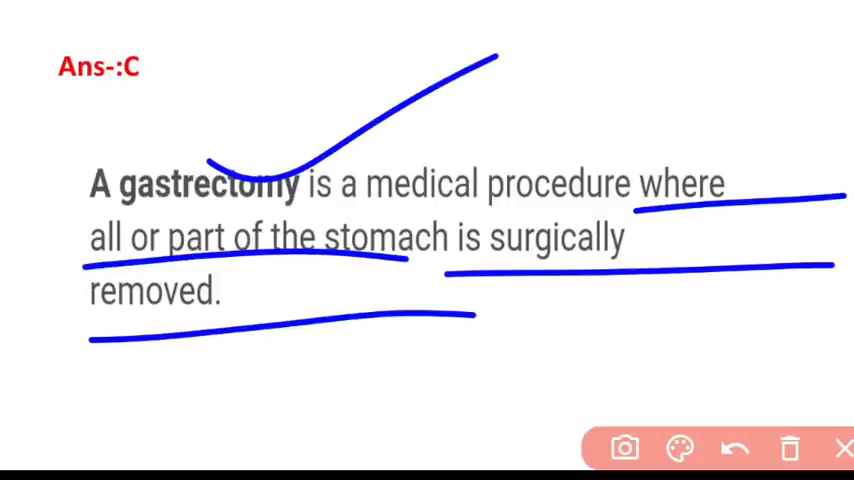 Ans-:C
A gastrectomy is a medical procedure where
all or part of the stomach is surgically
removed.